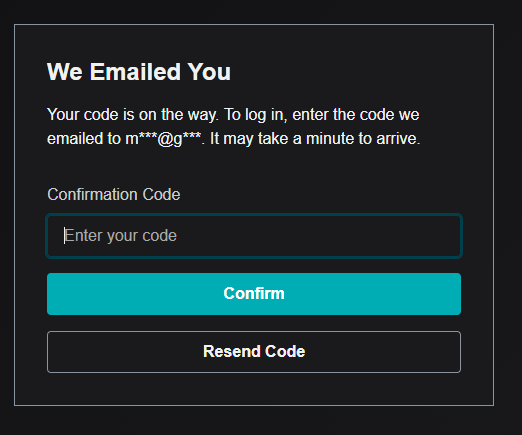 We Emailed You
Your code is on the way. To log in, enter the code we
emailed to m***@g***. It may take a minute to arrive.
Confirmation Code
Enter your code
Confirm
Resend Code